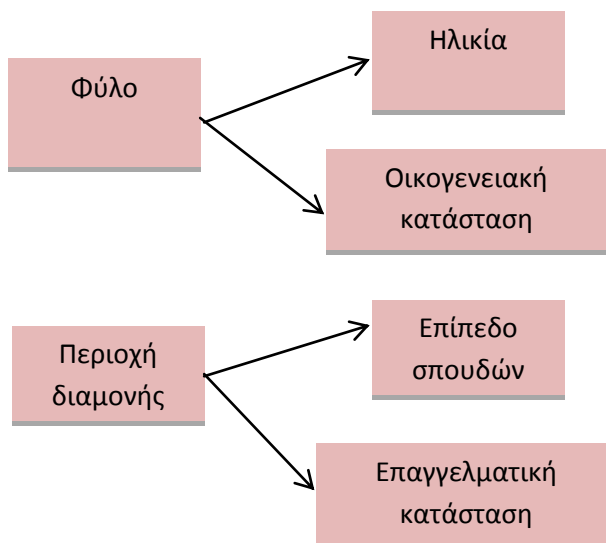 Φύλο
Ηλικία
Οικογενειακή
κατάσταση
Περιοχή
διαμονής
Επίπεδο
σπουδών
Επαγγελματική
κατάσταση